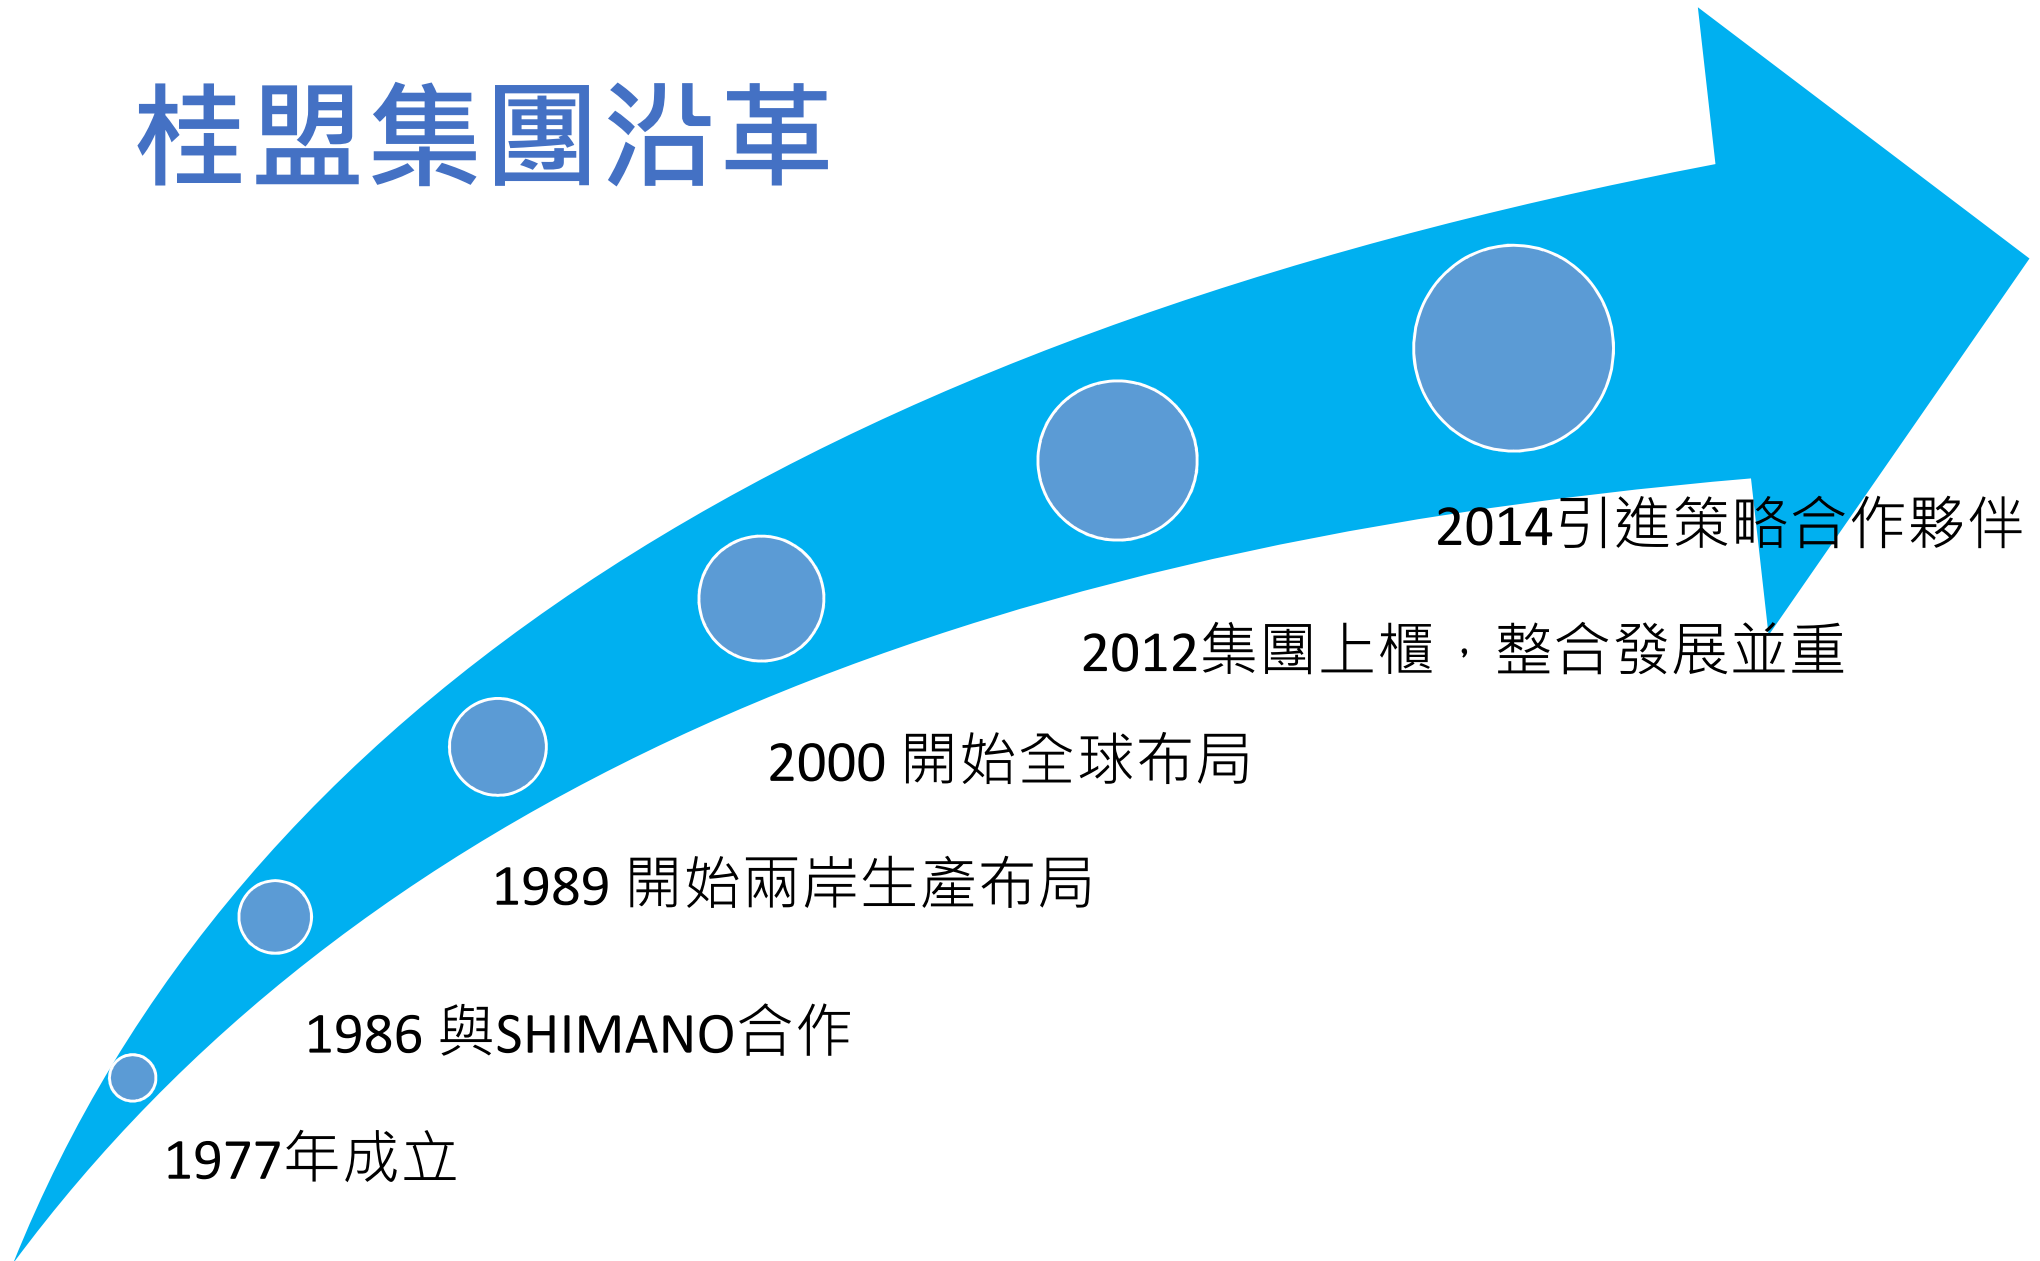 桂盟集團沿革
2014引進策略合作夥伴
2012集團上櫃，整合發展並重
2000 開始全球布局
1989 開始兩岸生產布局
1986 與SHIMANO合作
1977年成立